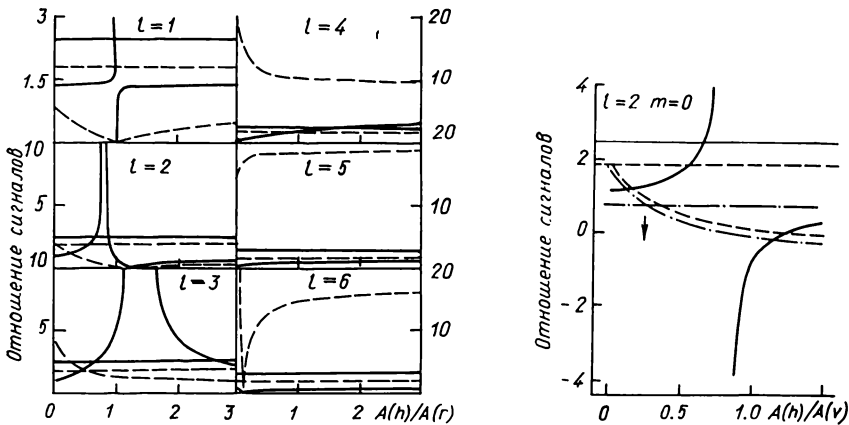 3
l = 1
l = 4
20
1.5
10
10
l = 2
l = 5
20
5
10
10
l = 3
l = 6
20
5
10
0 1 2 3 1 2 A(h)/A(r)
Отношение сигналов
4
l = 2 m = 0
2
0
-2
-4
0 0.5 1.0 A(h)/A(v)
Отношение сигналов